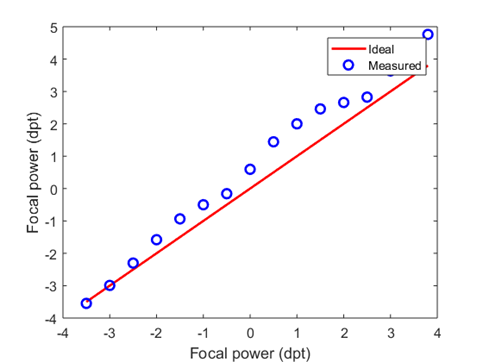 5
4
3
2
1
0
-1
-2
-3
-4
-4 -3 -2 -1 0 1 2 3 4
Focal power (dpt)
Focal power (dpt)
Ideal
Measured